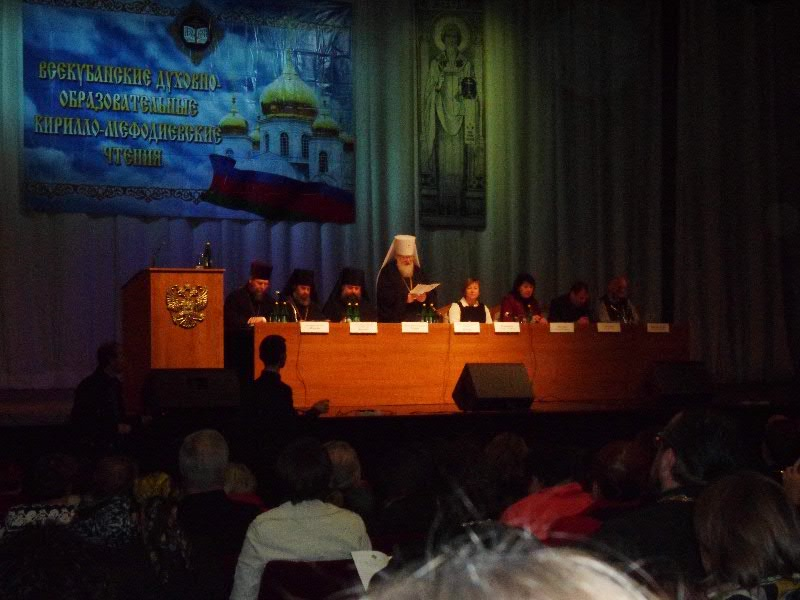 ВСЕКУБАНСКИЕ ДУХОВНО-
ОБРАЗОВАТЕЛЬНЫЕ
КИРИЛЛО-МЕФОДИЕВСКИЕ
ЧТЕНИЯ